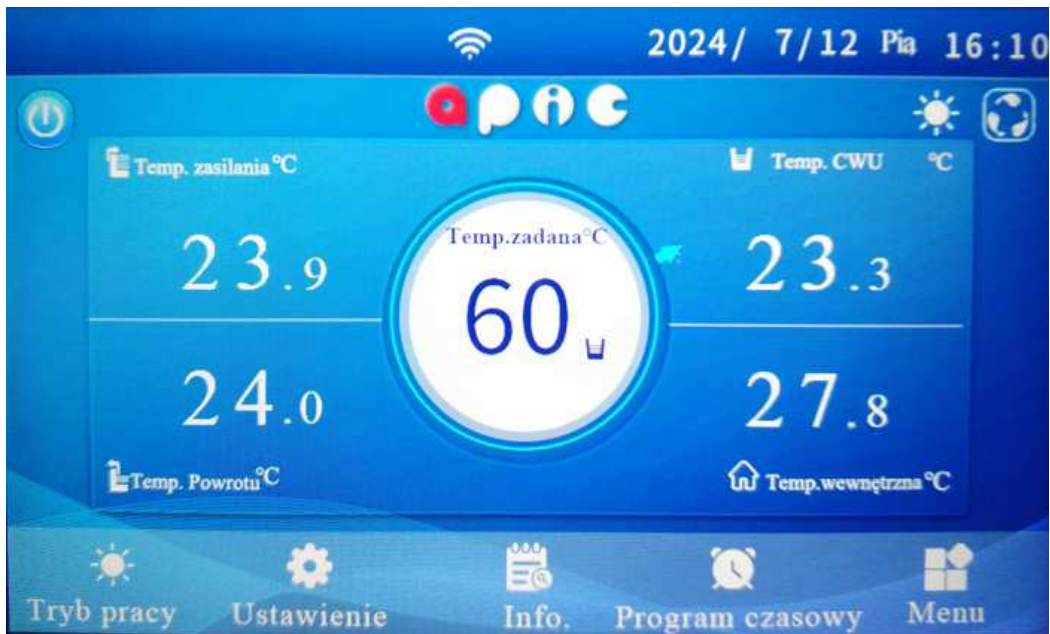 2024/ 7/12 Pią 16:10
apic
Temp. zasilania °C
Temp. CWU °C
23.9
Temp.zadana°C
60
23.3
24.0
27.8
Temp. Powrotu°C
Temp.wewnętrzna °C
Tryb pracy
Ustawienie
Info.
Program czasowy
Menu